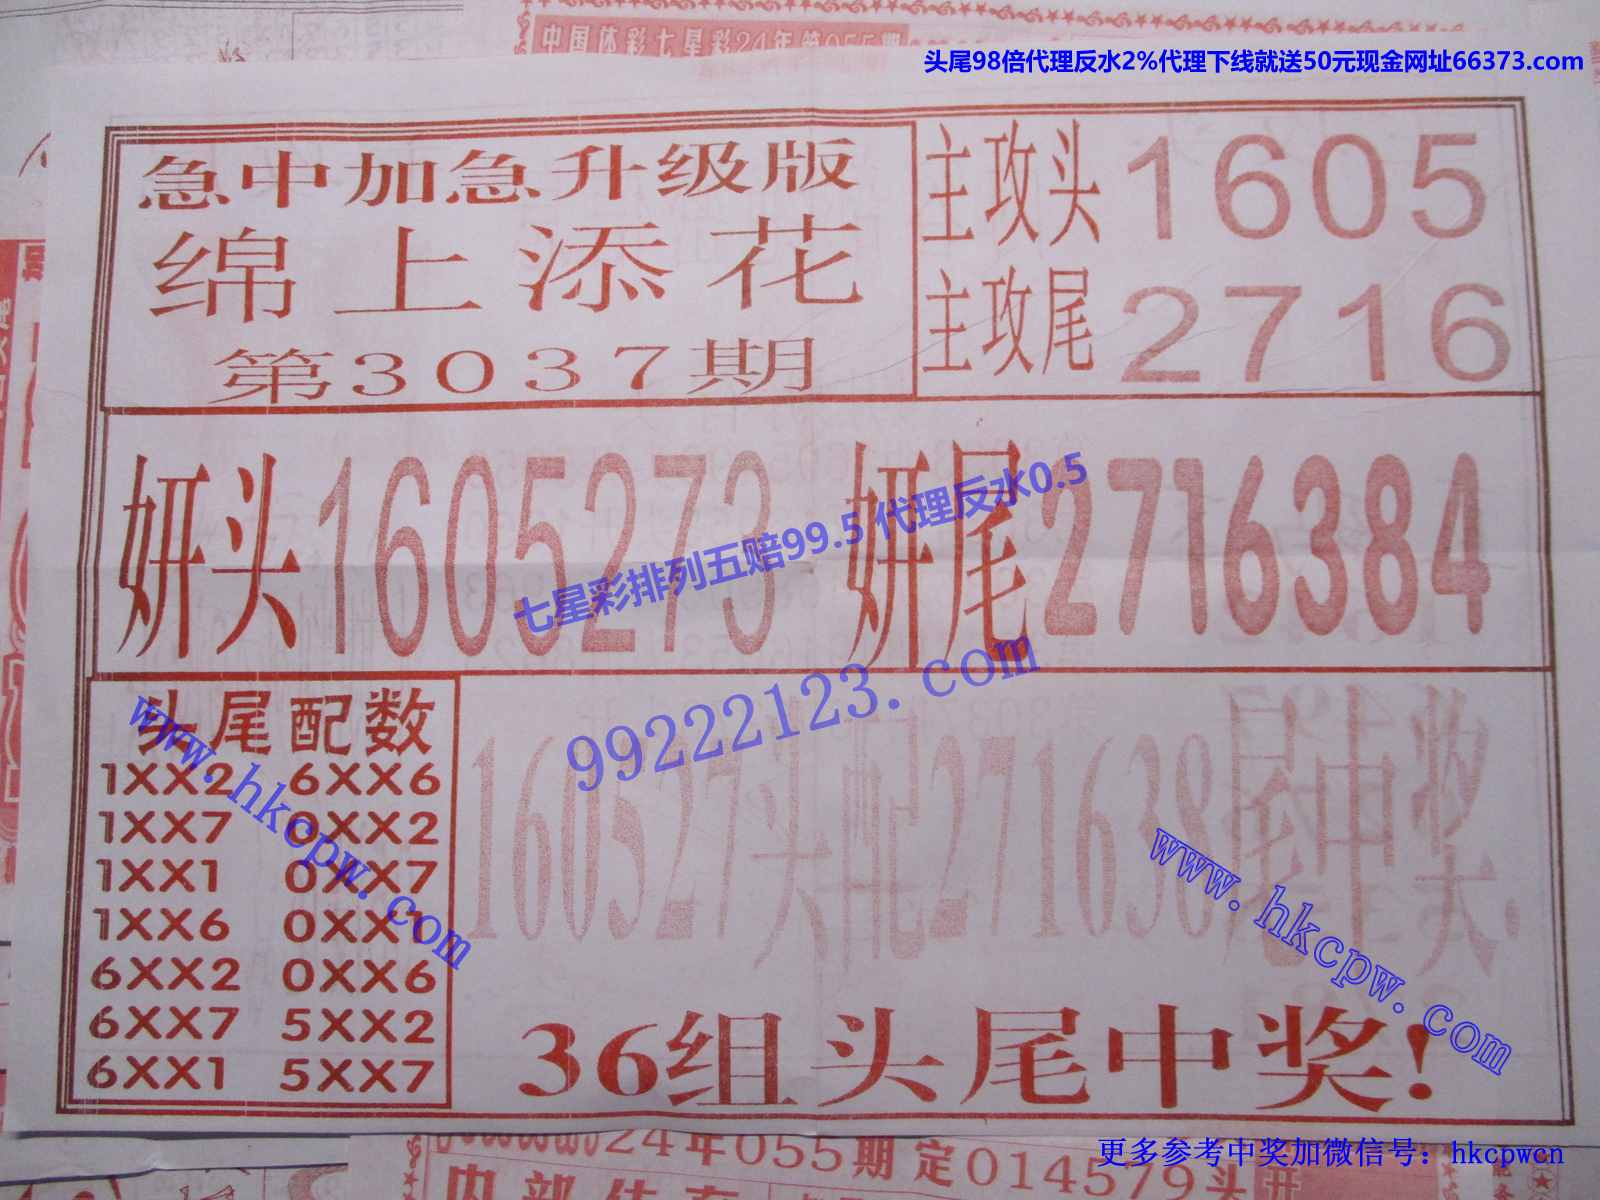 中国体彩七星彩24年第055期
头尾98倍代理反水2%代理下线就送50元现金网址66373.com
急中加急升级版
绵上添花
第3037期
主攻头 1605
主攻尾 2716
妍头1605273 妍尾2716384
七星彩排列五赔99.5 代理反水0.5
99222123.com
头尾配数
1XX2 6XX6
1XX7 0XX2
1XX1 0XX7
1XX6 0XX1
6XX2 0XX6
6XX7 5XX2
6XX1 5XX7
www.hkcpw.com
160527头配271638尾中奖.
www.hkcpw.com
36组头尾中奖!
24年055期定014579头开
更多参考中奖加微信号：hkcpwcn
内部体育